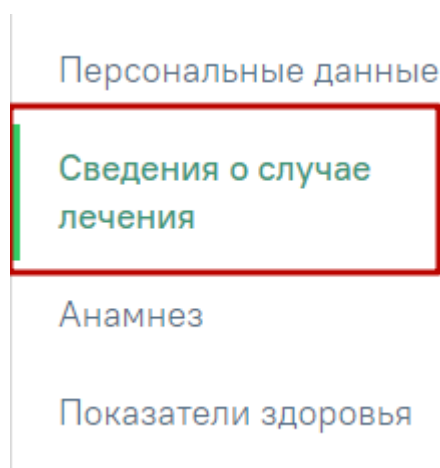 Персональные данные
Сведения о случае
лечения
Анамнез
Показатели здоровья